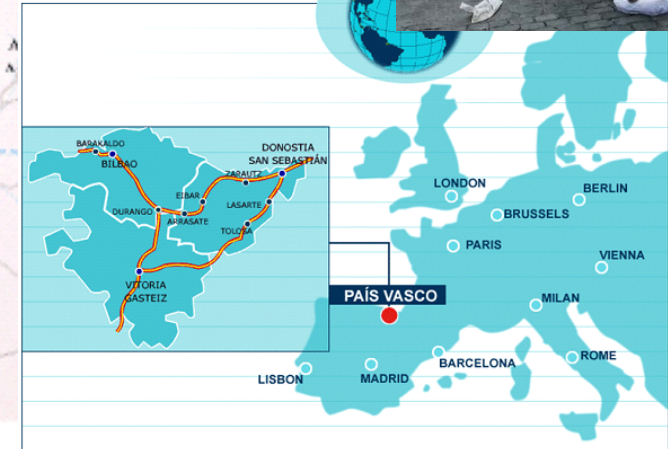 BARAKALDO
BILBAO
DONOSTIA
SAN SEBASTIÁN
ZARAUTZ
EIBAR
LASARTE
DURANGO
ARRASATE
TOLOSA
VITORIA
GASTEIZ
LONDON
BERLIN
BRUSSELS
PARIS
VIENNA
PAÍS VASCO
MILAN
ROME
BARCELONA
LISBON
MADRID